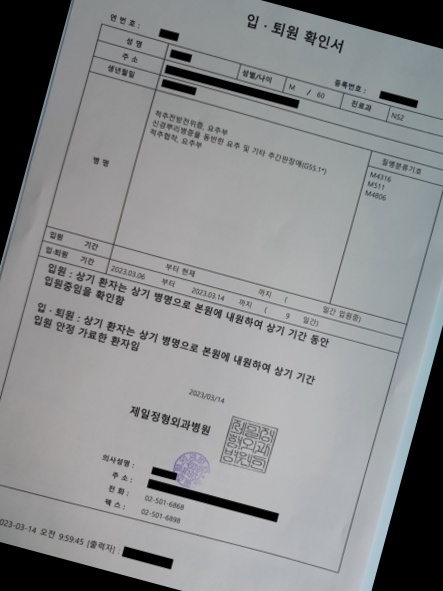 입 · 퇴원 확인서
연 번 호 :
등록번호 :
성 명 성별/나이 M / 60 진료과 NS2
주 소
생년월일
병 명
척추전방전위증, 요추부
신경뿌리병증을 동반한 요추 및 기타 추간판장애(G55.1*)
척추협착, 요추부
질병분류기호
M4316
M511
M4806
입원 기간 부터 현재 까지 ( 일간 입원중)
입·퇴원 기간 2023.03.06 부터 2023.03.14 까지 ( 9 일간)
입원 : 상기 환자는 상기 병명으로 본원에 내원하여 상기 기간 동안
입원중임을 확인함
입 · 퇴원 : 상기 환자는 상기 병명으로 본원에 내원하여 상기 기간
입원 안정 가료한 환자임
2023/03/14
제일정형외과병원
제일정
형외과
병원인
의사성명 :
주 소 :
전 화 : 02-501-6868
팩 스 : 02-501-6898
023-03-14 오전 9:59:45 [출력자] :